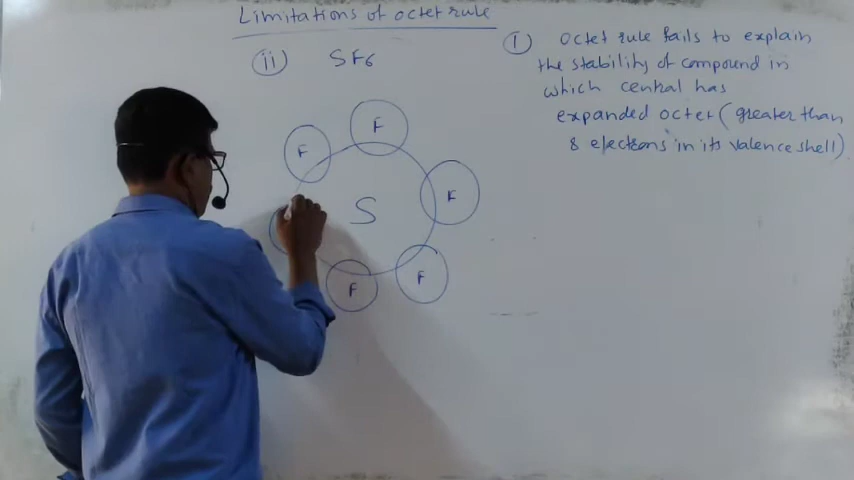 Limitations of octet rule
(ii) SF6
(i) octet rule fails to explain
the stability of compound in
which central has
expanded octet (greater than
8 electrons in its valence shell)
F
F
F
S
F
F